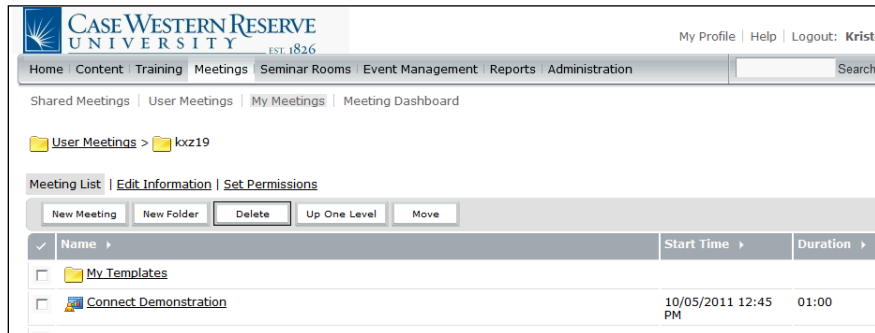 CASE WESTERN RESERVE
UNIVERSITY EST. 1826
My Profile | Help | Logout:
Home Content Training Meetings Seminar Rooms Event Management Reports Administration Search
Shared Meetings | User Meetings | My Meetings | Meeting Dashboard
User Meetings > kxz19
Meeting List | Edit Information | Set Permissions
New Meeting New Folder Delete Up One Level Move
Name Start Time Duration
My Templates
Connect Demonstration 10/05/2011 12:45 01:00
PM